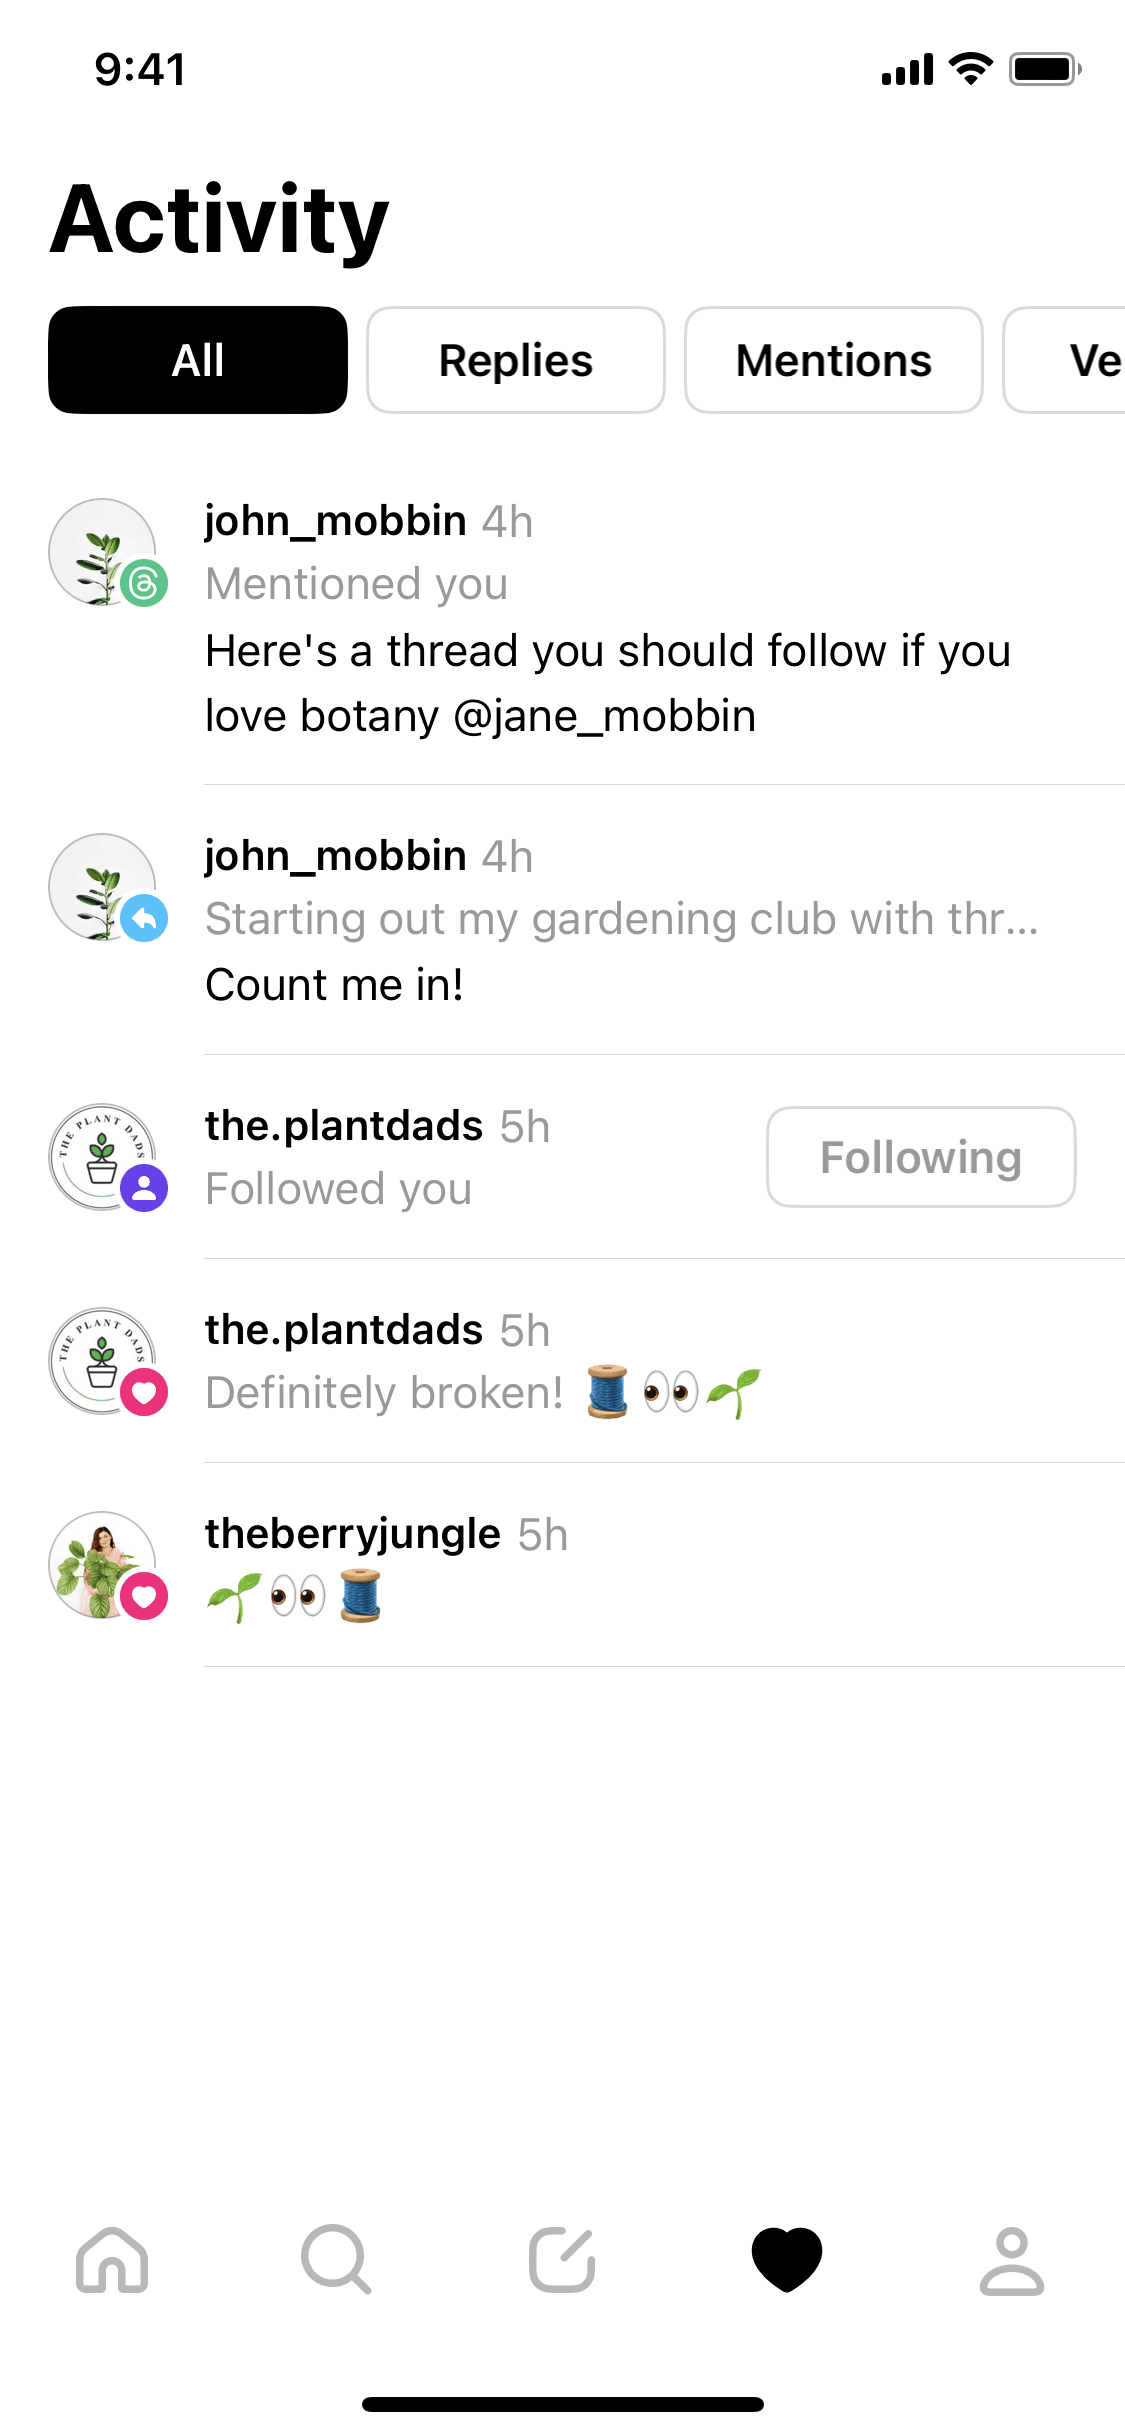 9:41
Activity
All
Replies
Mentions
Ve
john_mobbin 4h
Mentioned you
Here's a thread you should follow if you
love botany @jane_mobbin
john_mobbin 4h
Starting out my gardening club with thr...
Count me in!
THE PLANT DADS
the.plantdads 5h
Followed you
Following
THE PLANT DADS
the.plantdads 5h
Definitely broken! 🧵👀🌱
theberryjungle 5h
🌱👀🧵